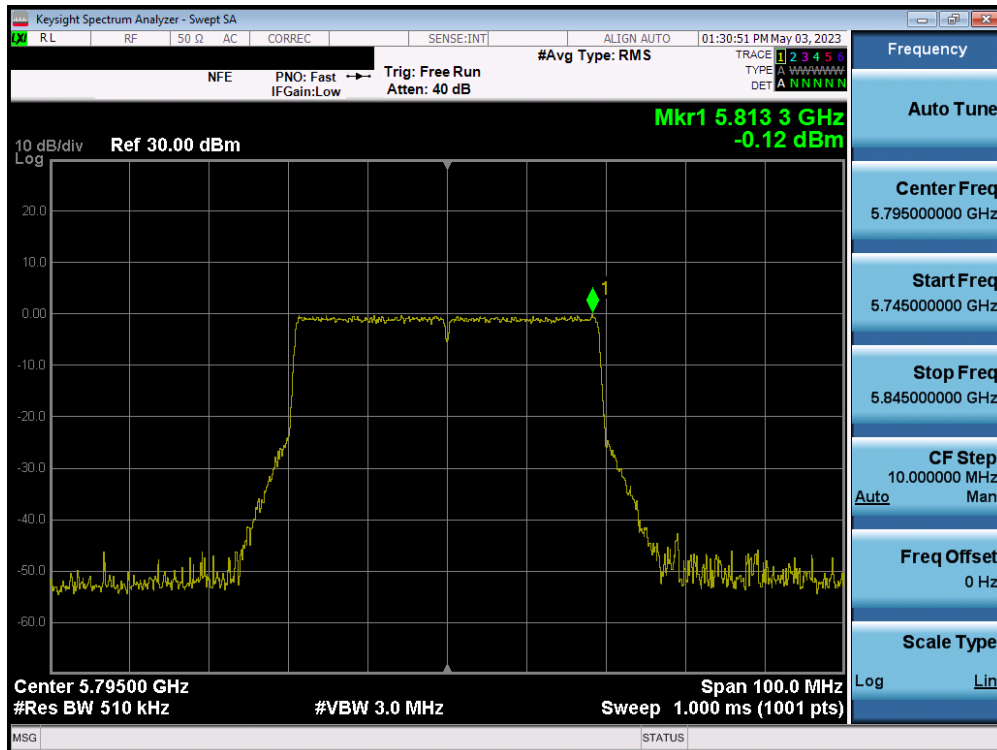 Keysight Spectrum Analyzer - Swept SA
LXI RL RF 50 Ω AC CORREC SENSE:INT ALIGN AUTO 01:30:51 PM May 03, 2023
NFE PNO: Fast Trig: Free Run #Avg Type: RMS TRACE 1 2 3 4 5 6
IFGain:Low Atten: 40 dB TYPE A WWWWW
DET A N N N N N
Mkr1 5.813 3 GHz
-0.12 dBm
10 dB/div Ref 30.00 dBm
Log
20.0
10.0
1
0.00
-10.0
-20.0
-30.0
-40.0
-50.0
-60.0
Center 5.79500 GHz Span 100.0 MHz
#Res BW 510 kHz #VBW 3.0 MHz Sweep 1.000 ms (1001 pts)
MSG STATUS
Frequency
Auto Tune
Center Freq
5.795000000 GHz
Start Freq
5.745000000 GHz
Stop Freq
5.845000000 GHz
CF Step
10.000000 MHz
Auto Man
Freq Offset
0 Hz
Scale Type
Log Lin